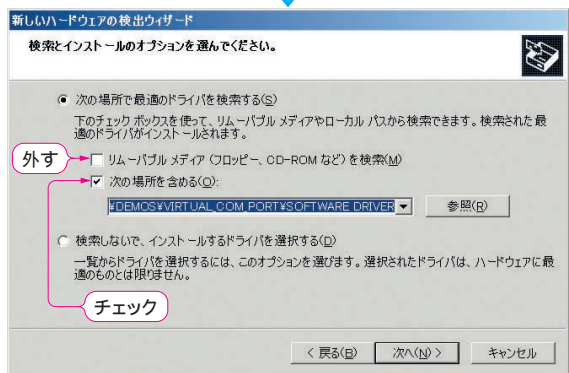 新しいハードウェアの検出ウィザード
検索とインストールのオプションを選んでください。
次の場所で最適のドライバを検索する(S)
下のチェック ボックスを使って、リムーバブル メディアやローカル パスから検索できます。検索された最
適のドライバがインストールされます。
外す
リムーバブル メディア (フロッピー、CD-ROM など) を検索(M)
次の場所を含める(O):
¥DEMOS¥VIRTUAL_COM_PORT¥SOFTWARE DRIVER
参照(R)
検索しないで、インストールするドライバを選択する(D)
一覧からドライバを選択するには、このオプションを選びます。選択されたドライバは、ハードウェアに最
適のものとは限りません。
チェック
< 戻る(B)
次へ(N) >
キャンセル